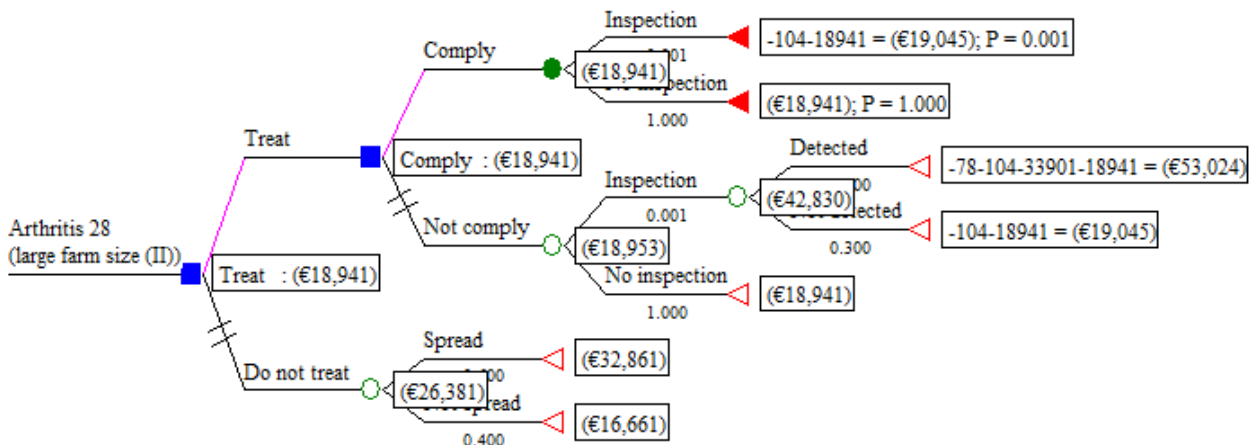 Inspection
-104-18941 = (€19,045); P = 0.001
Comply
(€18,941)
(€18,941); P = 1.000
1.000
Treat
Detected
Comply : (€18,941)
-78-104-33901-18941 = (€53,024)
Inspection
(€42,830)
0.001
Arthritis 28
Not comply
-104-18941 = (€19,045)
(large farm size (II))
(€18,953)
0.300
Treat : (€18,941)
No inspection
(€18,941)
1.000
Spread
(€32,861)
Do not treat
(€26,381)
(€16,661)
0.400